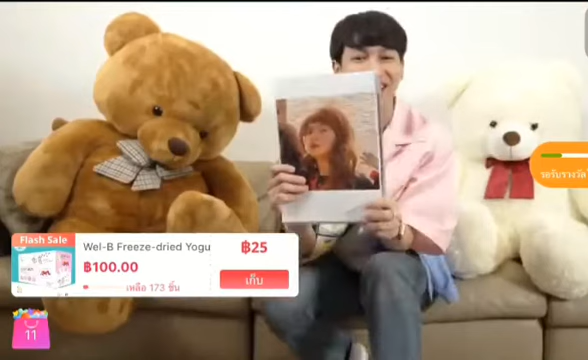 รอรับรางวัล
Flash Sale
Wel-B Freeze-dried Yogu
฿25
฿100.00
เหลือ 173 ชิ้น
เก็บ
11